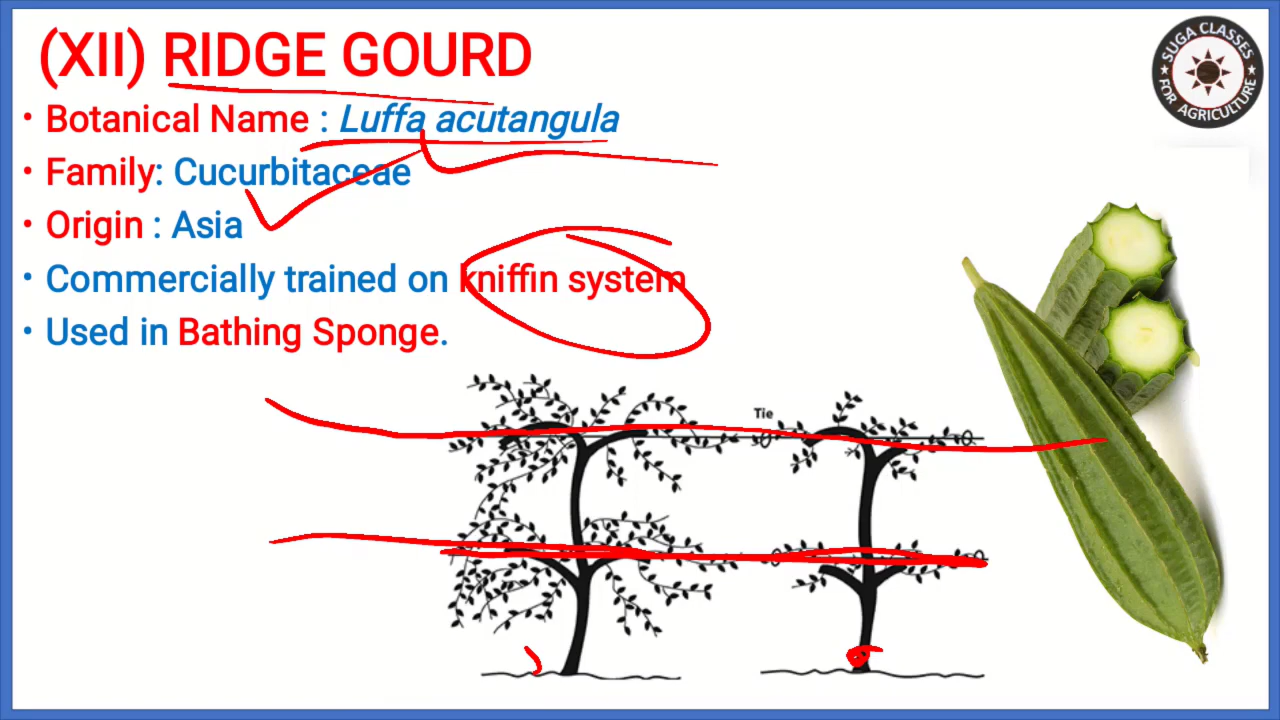 (XII) RIDGE GOURD
SUGA CLASSES
FOR AGRICULTURE
• Botanical Name : Luffa acutangula
• Family: Cucurbitaceae
• Origin : Asia
• Commercially trained on kniffin system
• Used in Bathing Sponge.
Tie